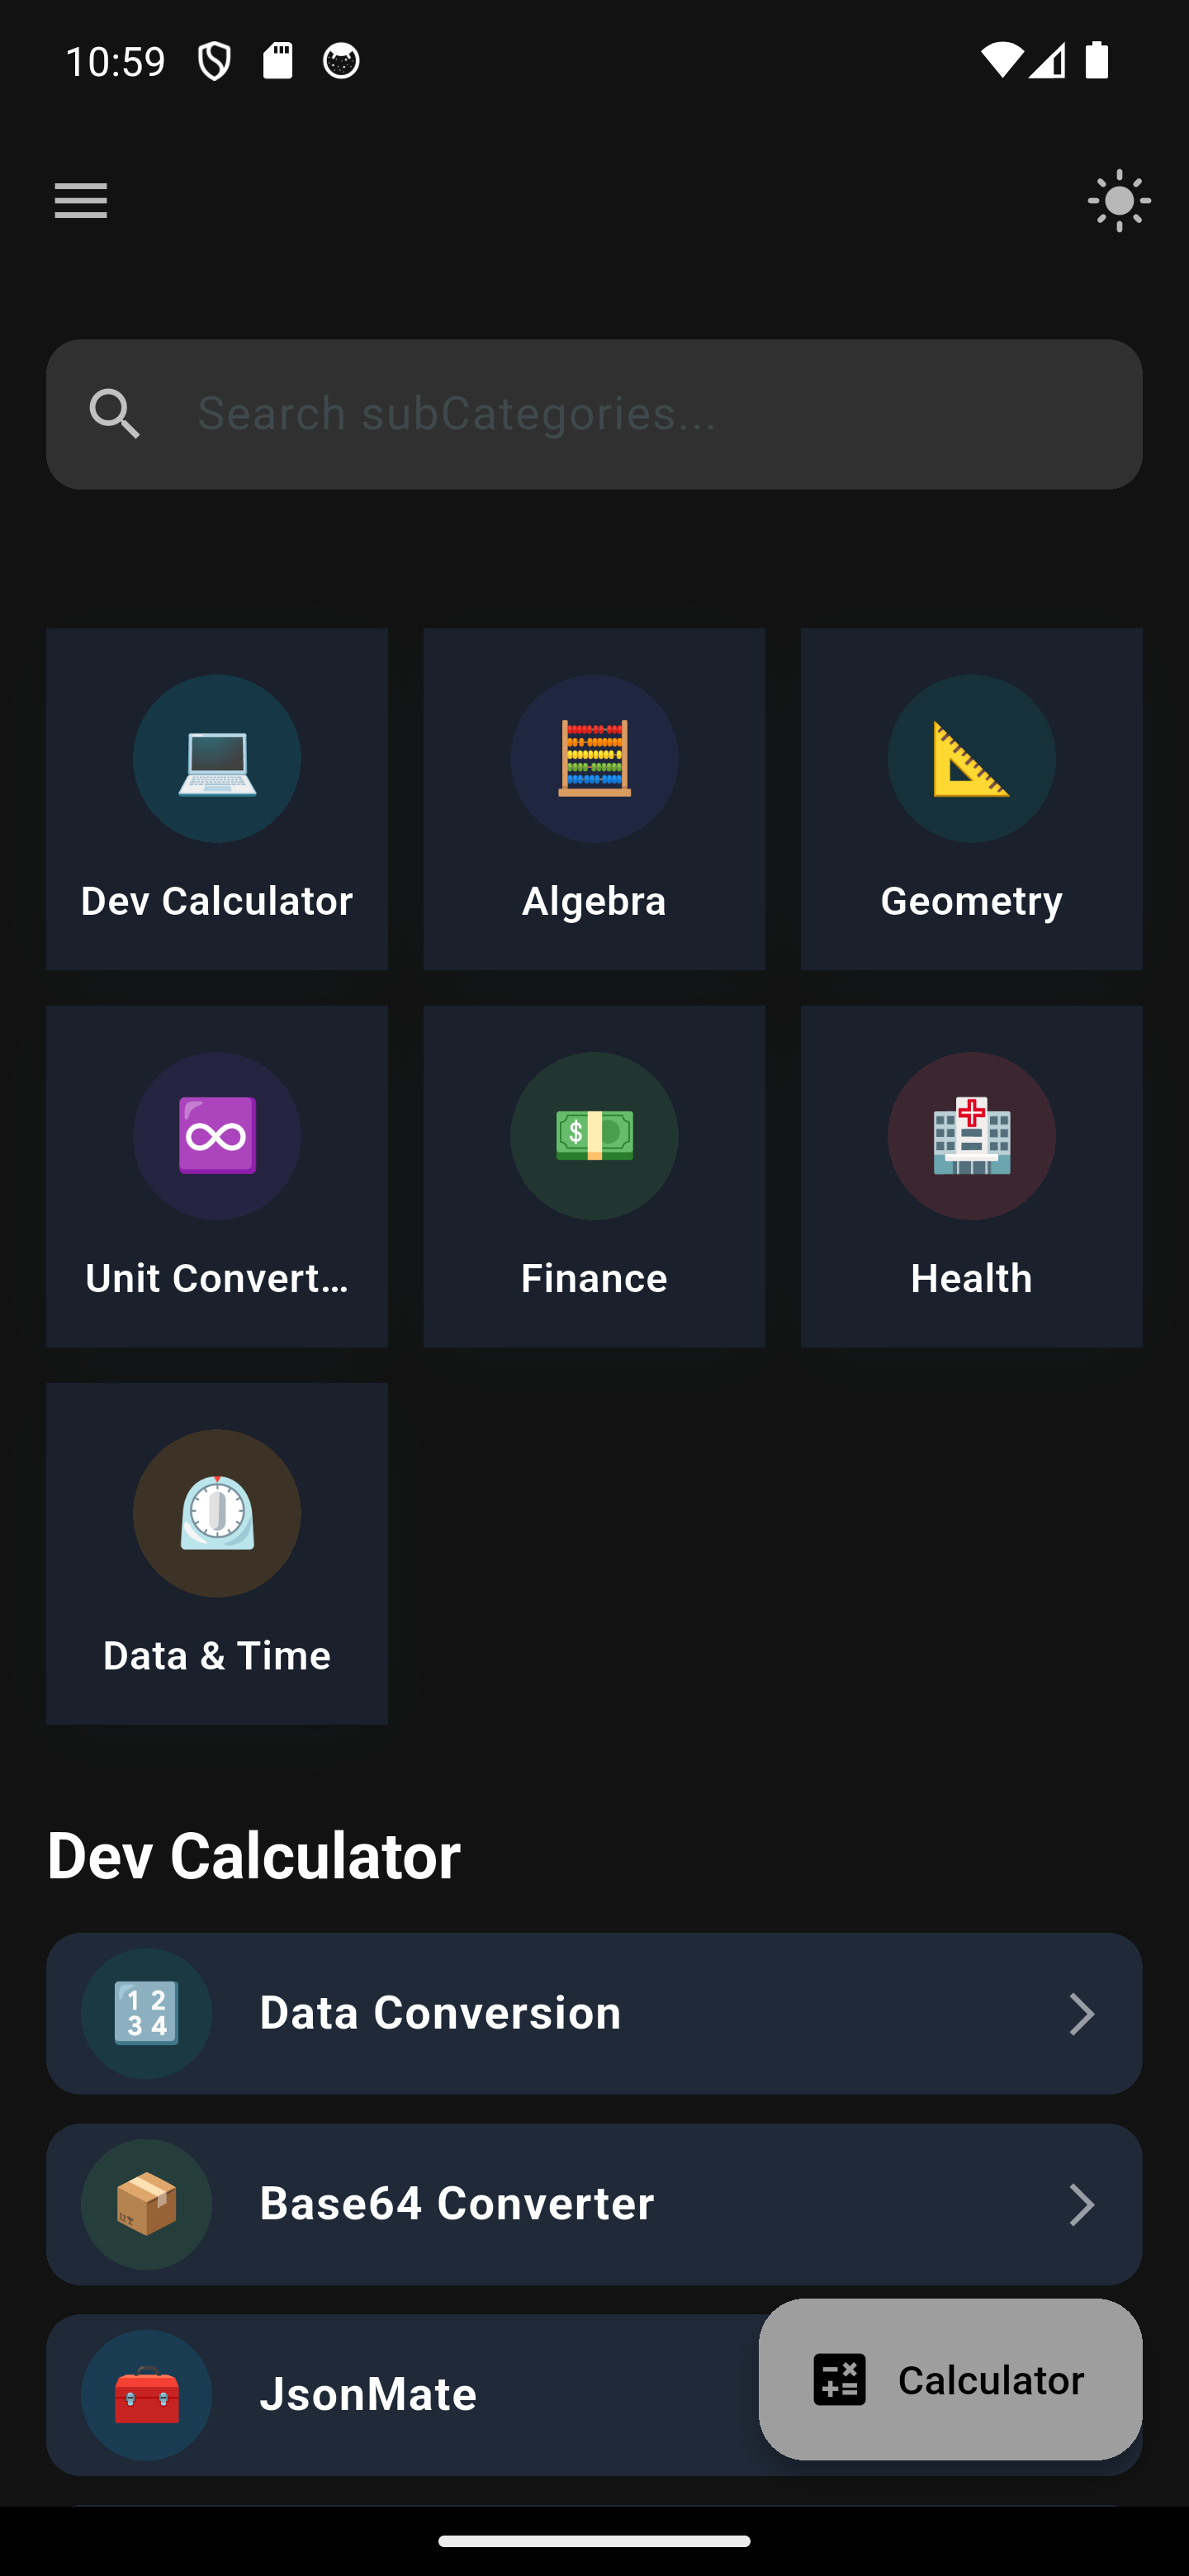 10:59
Search subCategories...
Dev Calculator
Algebra
Geometry
Unit Convert...
Finance
Health
Data & Time
Dev Calculator
Data Conversion
Base64 Converter
JsonMate
Calculator